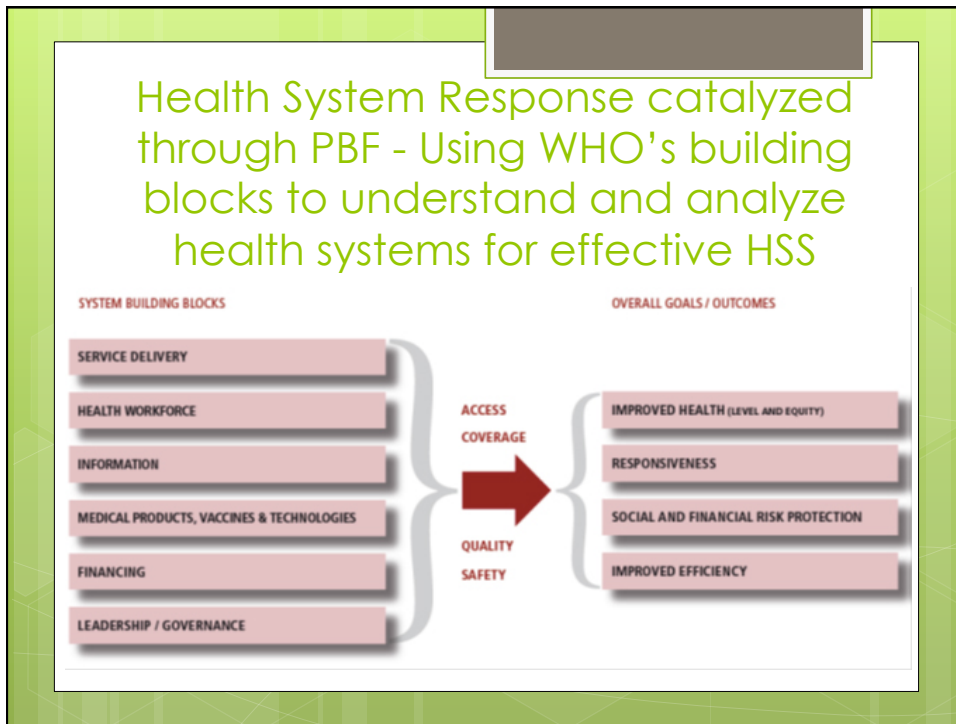 Health System Response catalyzed
through PBF - Using WHO's building
blocks to understand and analyze
health systems for effective HSS
SYSTEM BUILDING BLOCKS
SERVICE DELIVERY
HEALTH WORKFORCE
INFORMATION
MEDICAL PRODUCTS, VACCINES & TECHNOLOGIES
FINANCING
LEADERSHIP / GOVERNANCE
ACCESS
COVERAGE
QUALITY
SAFETY
OVERALL GOALS / OUTCOMES
IMPROVED HEALTH (LEVEL AND EQUITY)
RESPONSIVENESS
SOCIAL AND FINANCIAL RISK PROTECTION
IMPROVED EFFICIENCY